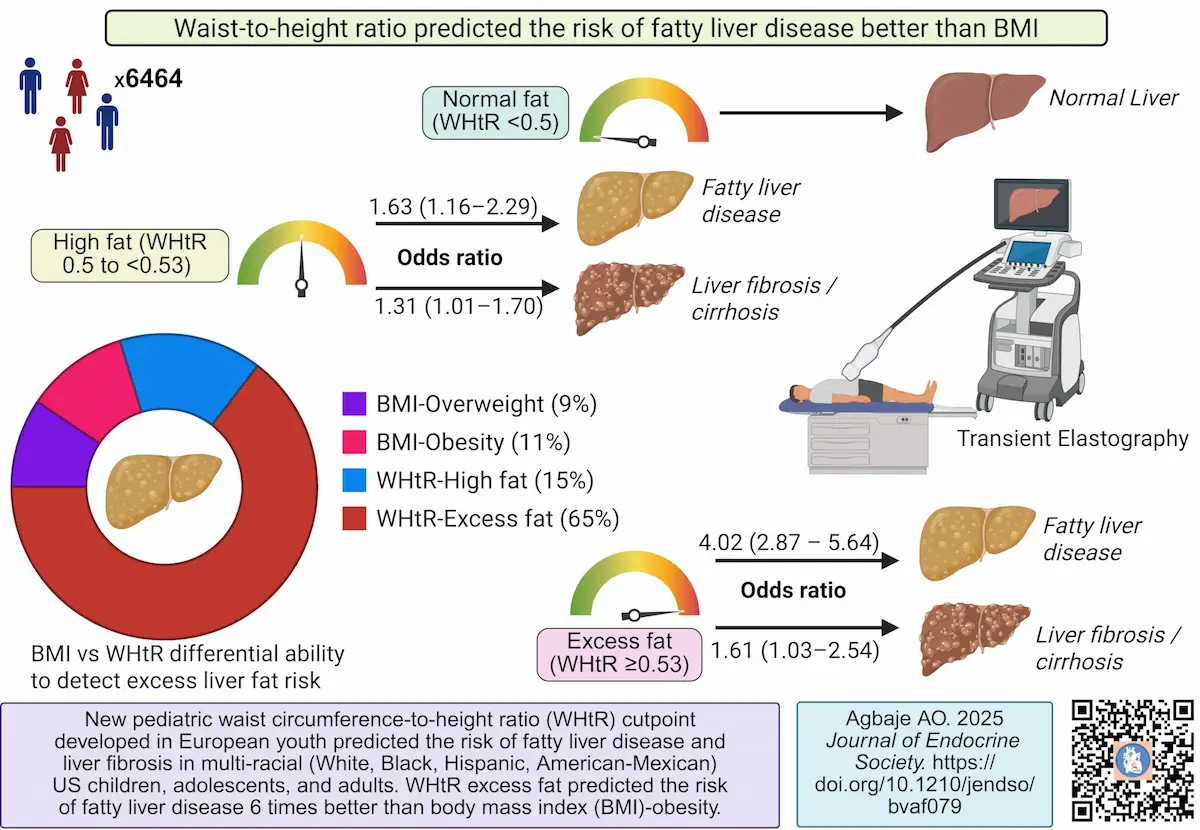 Waist-to-height ratio predicted the risk of fatty liver disease better than BMI
x6464
Normal fat
(WHtR <0.5)
Normal Liver
High fat (WHtR
0.5 to <0.53)
1.63 (1.16–2.29)
Odds ratio
1.31 (1.01–1.70)
Fatty liver
disease
Liver fibrosis /
cirrhosis
Transient Elastography
BMI-Overweight (9%)
BMI-Obesity (11%)
WHtR-High fat (15%)
WHtR-Excess fat (65%)
BMI vs WHtR differential ability
to detect excess liver fat risk
Excess fat
(WHtR ≥0.53)
4.02 (2.87 – 5.64)
Odds ratio
1.61 (1.03–2.54)
Fatty liver
disease
Liver fibrosis /
cirrhosis
New pediatric waist circumference-to-height ratio (WHtR) cutpoint
developed in European youth predicted the risk of fatty liver disease and
liver fibrosis in multi-racial (White, Black, Hispanic, American-Mexican)
US children, adolescents, and adults. WHtR excess fat predicted the risk
of fatty liver disease 6 times better than body mass index (BMI)-obesity.
Agbaje AO. 2025
Journal of Endocrine
Society. https://
doi.org/10.1210/jendso/
bvaf079